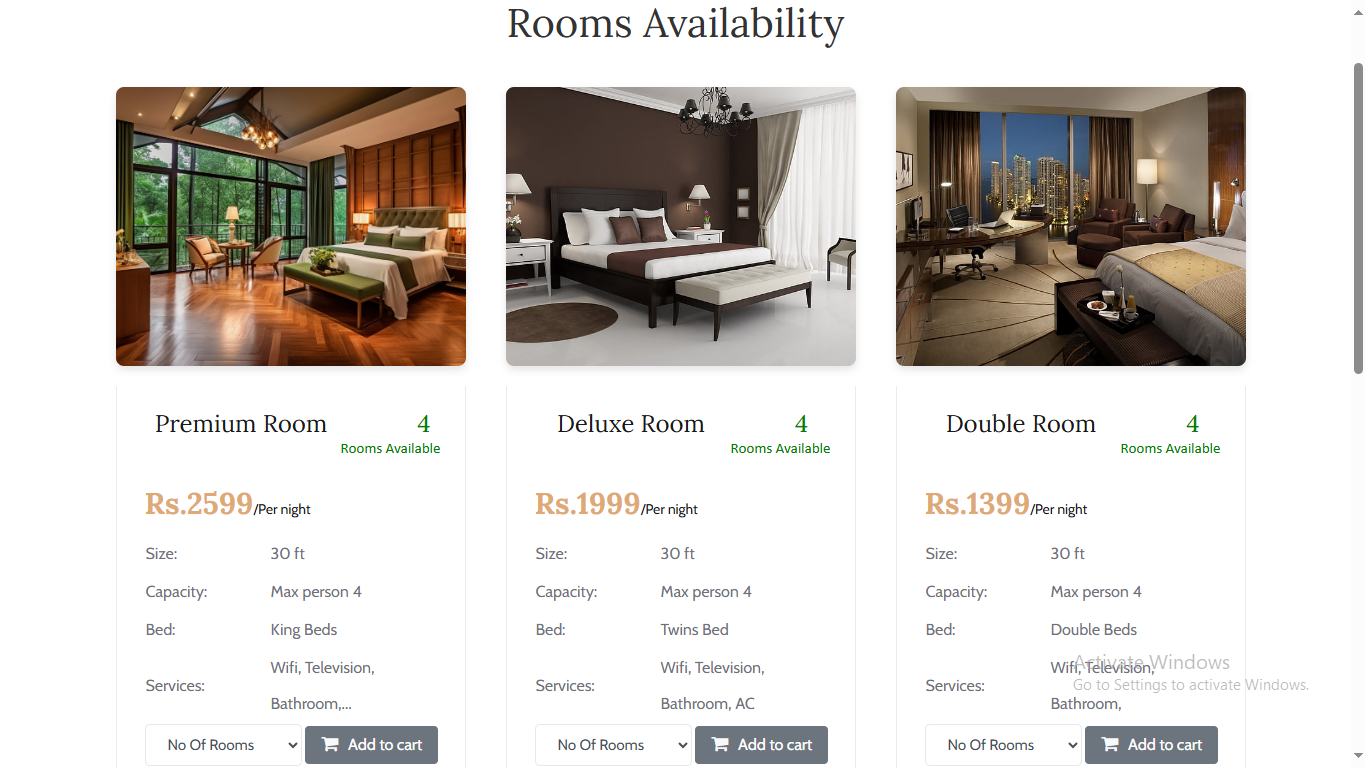 Rooms Availability
Premium Room
4
Rooms Available
Rs.2599/Per night
Size: 30 ft
Capacity: Max person 4
Bed: King Beds
Services: Wifi, Television,
Bathroom,...
No Of Rooms
Add to cart
Deluxe Room
4
Rooms Available
Rs.1999/Per night
Size: 30 ft
Capacity: Max person 4
Bed: Twins Bed
Services: Wifi, Television,
Bathroom, AC
No Of Rooms
Add to cart
Double Room
4
Rooms Available
Rs.1399/Per night
Size: 30 ft
Capacity: Max person 4
Bed: Double Beds
Services: Wifi, Television,
Bathroom,
No Of Rooms
Add to cart
Activate Windows
Go to Settings to activate Windows.